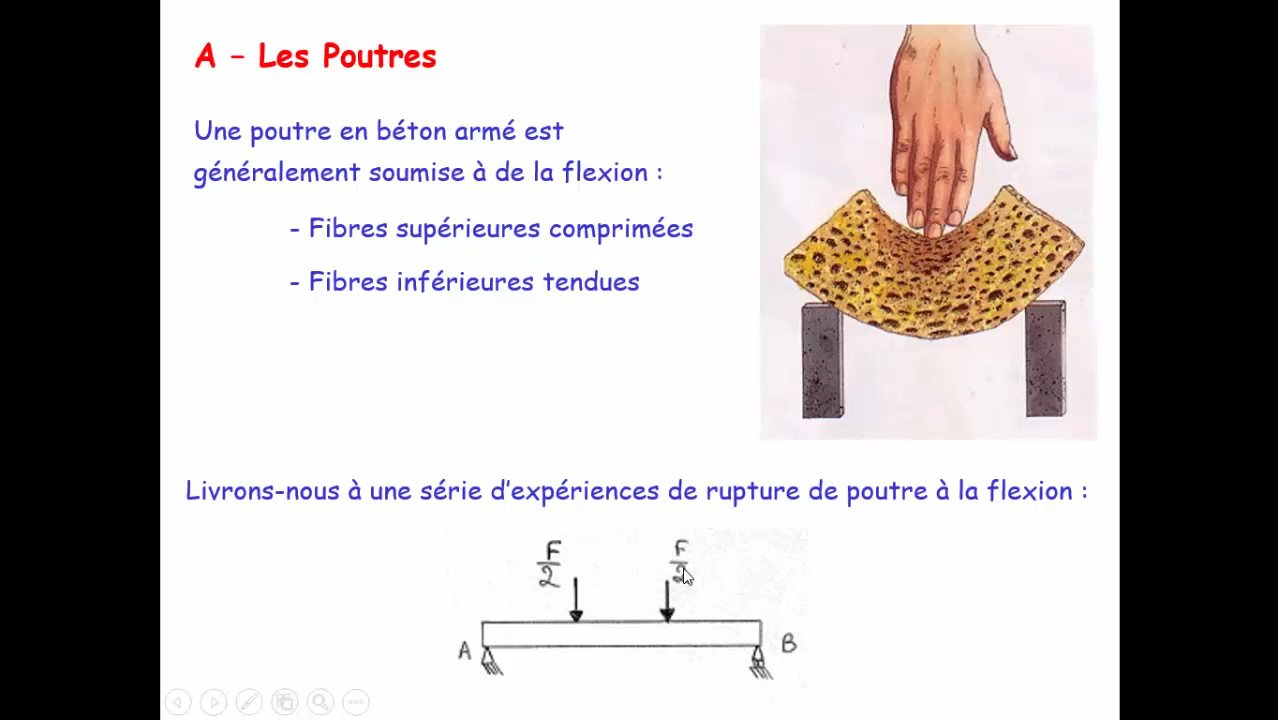 A – Les Poutres
Une poutre en béton armé est
généralement soumise à de la flexion :
- Fibres supérieures comprimées
- Fibres inférieures tendues
Livrons-nous à une série d’expériences de rupture de poutre à la flexion :
F/2
F/2
A
B